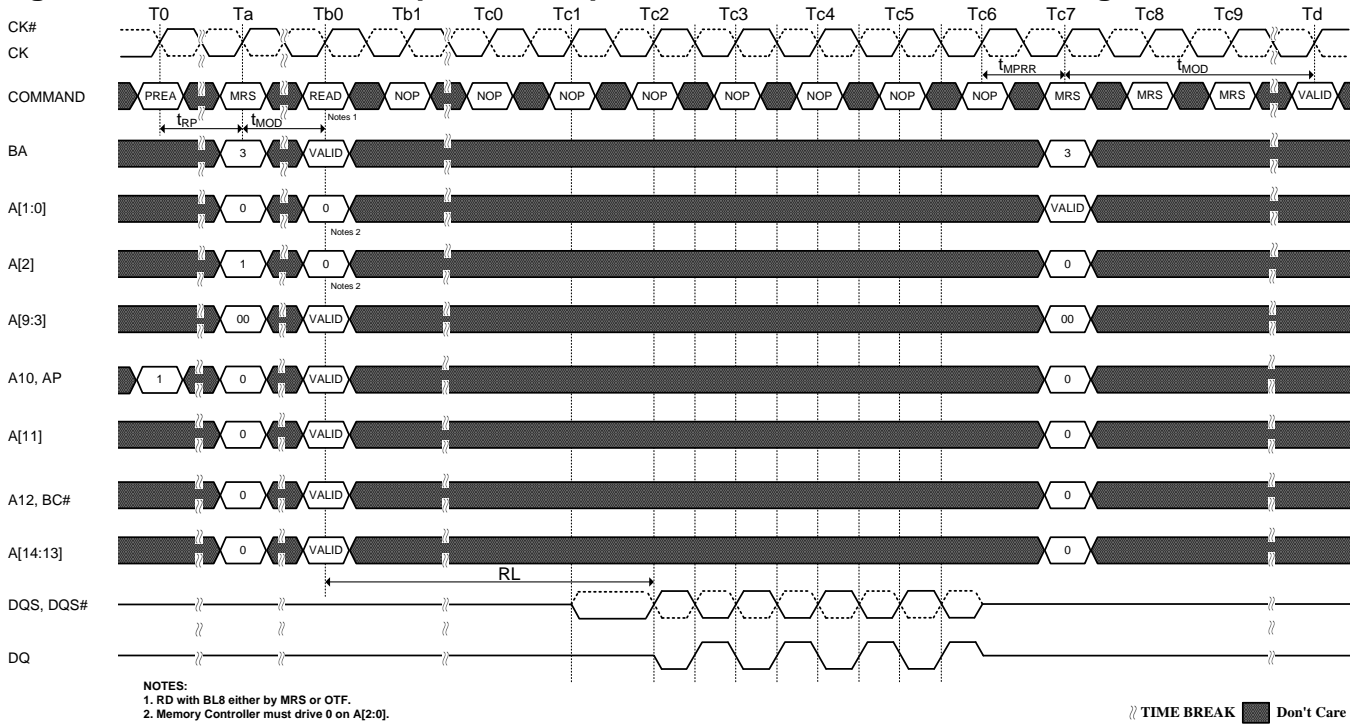 T0 Ta Tb0 Tb1 Tc0 Tc1 Tc2 Tc3 Tc4 Tc5 Tc6 Tc7 Tc8 Tc9 Td
CK#
CK
tMPRR tMOD
COMMAND PREA MRS READ NOP NOP NOP NOP NOP NOP NOP NOP MRS MRS MRS VALID
tRP tMOD Notes 1
BA 3 VALID 3
A[1:0] 0 0 VALID
Notes 2
A[2] 1 0 0
Notes 2
A[9:3] 00 VALID 00
A10, AP 1 0 VALID 0
A[11] 0 VALID 0
A12, BC# 0 VALID 0
A[14:13] 0 VALID 0
RL
DQS, DQS#
DQ
NOTES:
1. RD with BL8 either by MRS or OTF.
2. Memory Controller must drive 0 on A[2:0].
TIME BREAK Don't Care